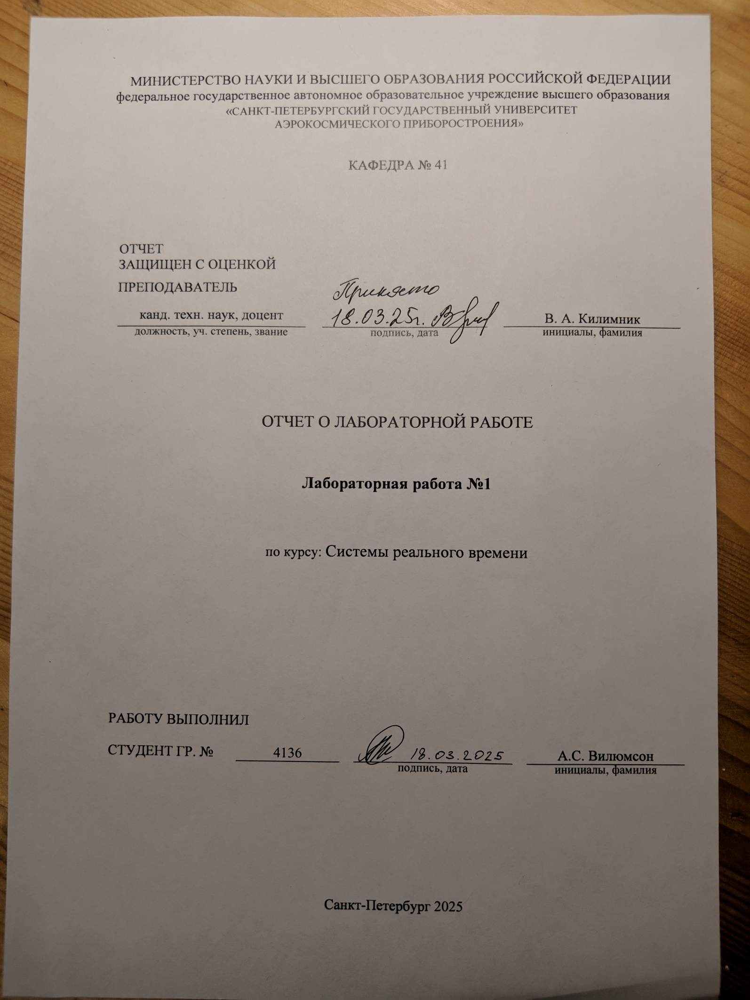 МИНИСТЕРСТВО НАУКИ И ВЫСШЕГО ОБРАЗОВАНИЯ РОССИЙСКОЙ ФЕДЕРАЦИИ
федеральное государственное автономное образовательное учреждение высшего образования
«САНКТ-ПЕТЕРБУРГСКИЙ ГОСУДАРСТВЕННЫЙ УНИВЕРСИТЕТ
АЭРОКОСМИЧЕСКОГО ПРИБОРОСТРОЕНИЯ»
КАФЕДРА № 41
ОТЧЕТ
ЗАЩИЩЕН С ОЦЕНКОЙ
ПРЕПОДАВАТЕЛЬ
Принято
канд. техн. наук, доцент 18.03.25г. В. А. Килимник
должность, уч. степень, звание подпись, дата инициалы, фамилия
ОТЧЕТ О ЛАБОРАТОРНОЙ РАБОТЕ
Лабораторная работа №1
по курсу: Системы реального времени
РАБОТУ ВЫПОЛНИЛ
СТУДЕНТ ГР. № 4136 18.03.2025 А.С. Вилюмсон
подпись, дата инициалы, фамилия
Санкт-Петербург 2025